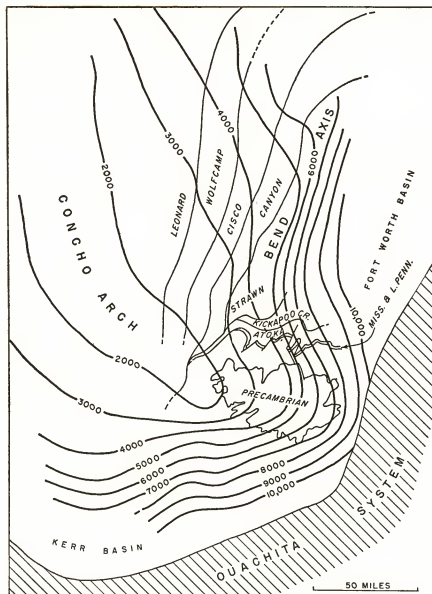 4000
3000
2000
6000
AXIS
BEND
LEONARD
WOLFCAMP
CISCO
CANYON
FORT WORTH BASIN
CONCHO ARCH
10,000
MISS. & L. PENN.
STRAWN
KICKAPOO CR.
ATOKA
2000
PRECAMBRIAN
3000
4000
5000
6000
7000
8000
9000
10,000
KERR BASIN
OUACHITA SYSTEM
50 MILES